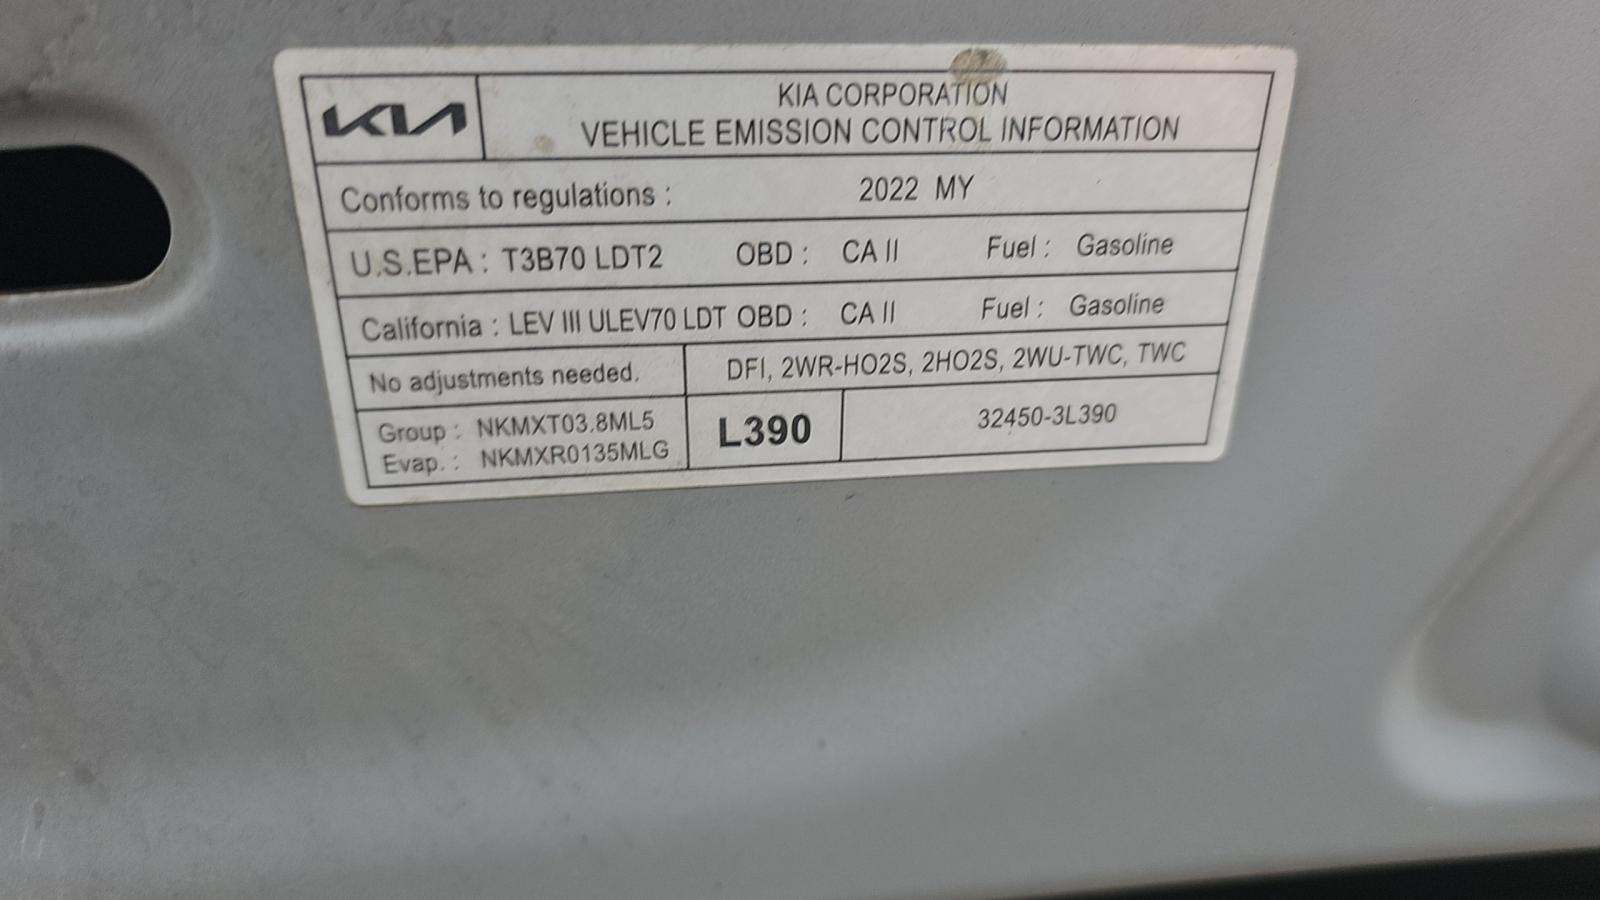 KIA
KIA CORPORATION
VEHICLE EMISSION CONTROL INFORMATION
Conforms to regulations : 2022 MY
U.S.EPA : T3B70 LDT2 OBD : CA II Fuel : Gasoline
California : LEV III ULEV70 LDT OBD : CA II Fuel : Gasoline
No adjustments needed. DFI, 2WR-HO2S, 2HO2S, 2WU-TWC, TWC
Group : NKMXT03.8ML5
Evap. : NKMXR0135MLG
L390
32450-3L390